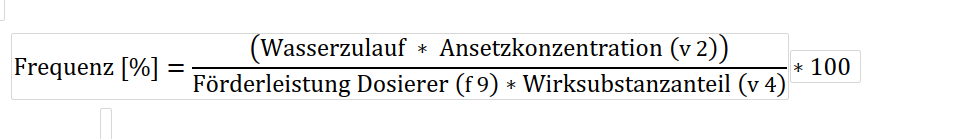 (Wasserzulauf * Ansetzkonzentration (v 2))
Frequenz [%] = * 100
Förderleistung Dosierer (f 9) * Wirksubstanzanteil (v 4)